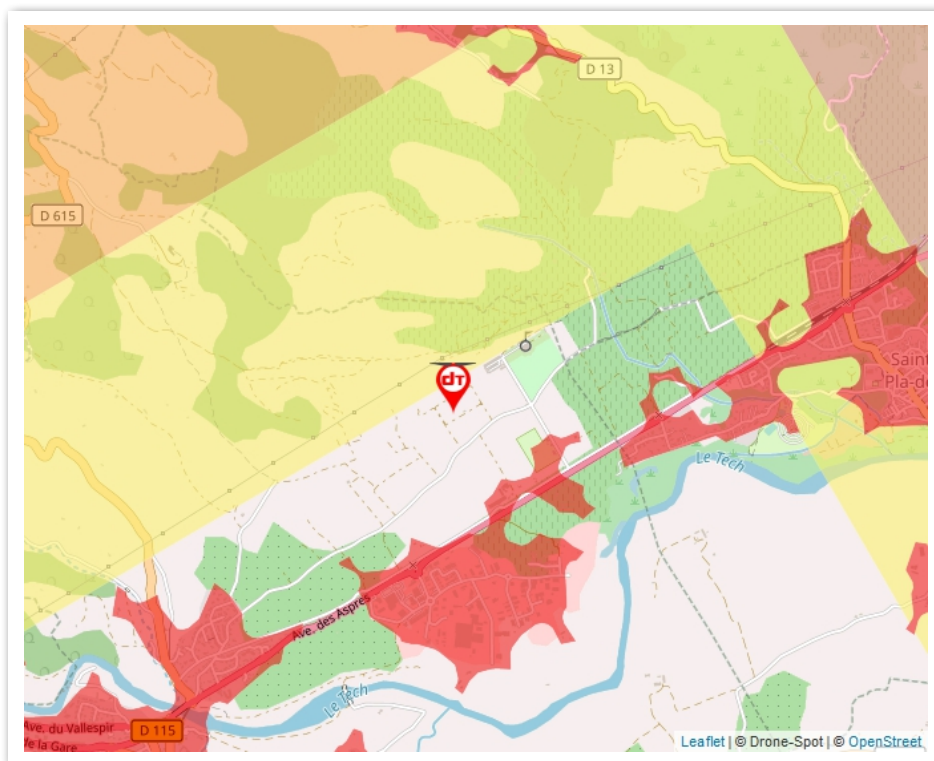 D 13
D 615
dT
Saint
Pla-de
Le Tech
Ave. des Aspres
Le Tech
Ave. du Vallespir
de la Gare
D 115
Leaflet | © Drone-Spot | © OpenStreet